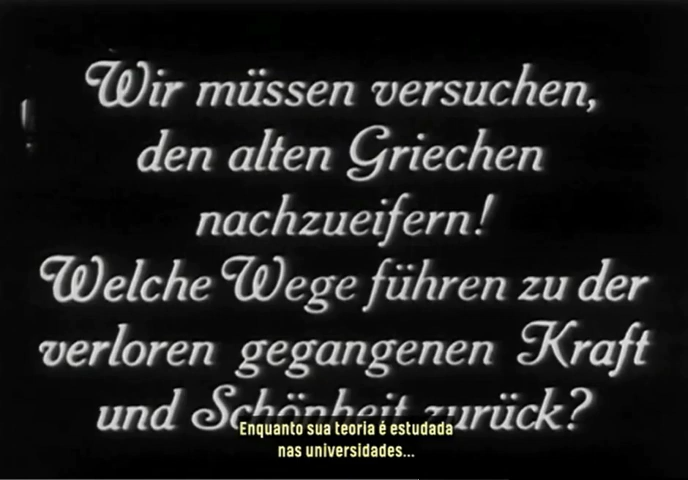 Wir müssen versuchen,
den alten Griechen
nachzueifern!
Welche Wege führen zu der
verloren gegangenen Kraft
und Schönheit zurück?
Enquanto sua teoria é estudada
nas universidades...